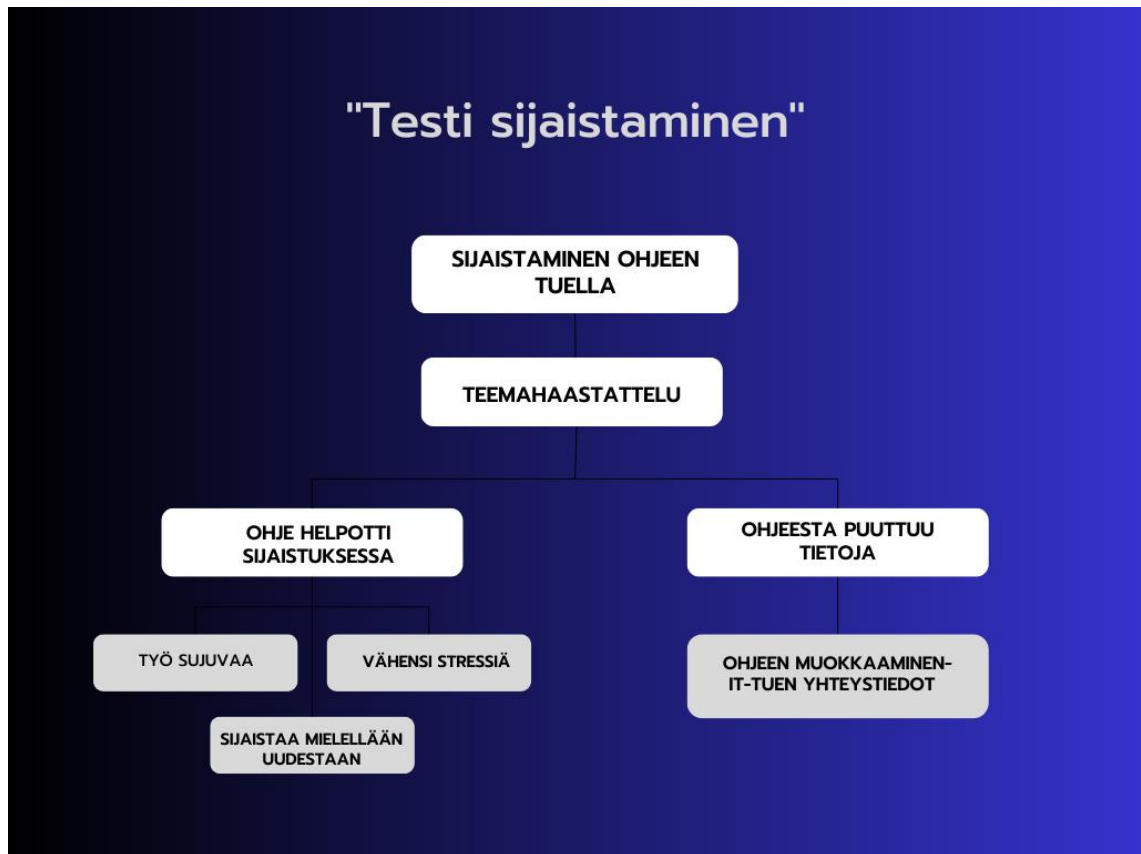 "Testi sijaistaminen"
SIJAISTAMINEN OHJEEN
TUELLA
TEEMAHAASTATTELU
OHJE HELPOTTI
SIJAISTUKSESSA
OHJEESTA PUUTTUU
TIETOJA
TYÖ SUJUVAA
VÄHENSI STRESSIÄ
OHJEEN MUOKKAAMINEN-
IT-TUEN YHTEYSTIEDOT
SIJAISTAA MIELELLÄÄN
UUDESTAAN